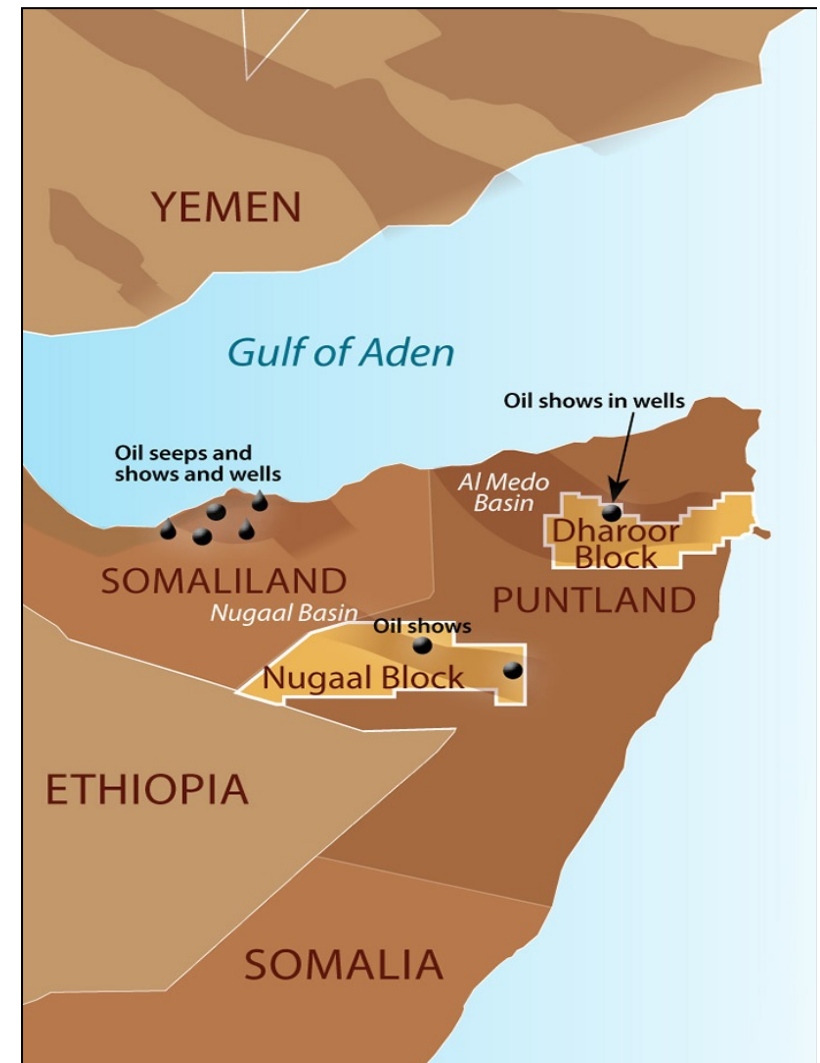 YEMEN
Gulf of Aden
Oil shows in wells
Oil seeps and
shows and wells
Al Medo
Basin
Dharoor
Block
SOMALILAND
PUNTLAND
Nugaal Basin
Oil shows
Nugaal Block
ETHIOPIA
SOMALIA